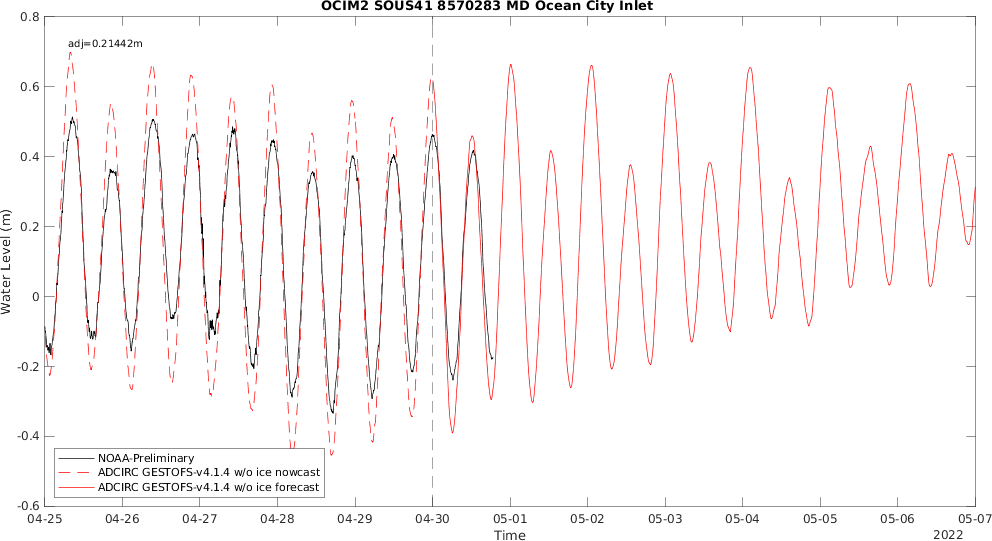 OCIM2 SOUS41 8570283 MD Ocean City Inlet
adj=0.21442m
Water Level (m)
0.8
0.6
0.4
0.2
0
-0.2
-0.4
-0.6
NOAA-Preliminary
ADCIRC GESTOFS-v4.1.4 w/o ice nowcast
ADCIRC GESTOFS-v4.1.4 w/o ice forecast
04-25 04-26 04-27 04-28 04-29 04-30 05-01 05-02 05-03 05-04 05-05 05-06 05-07
Time
2022